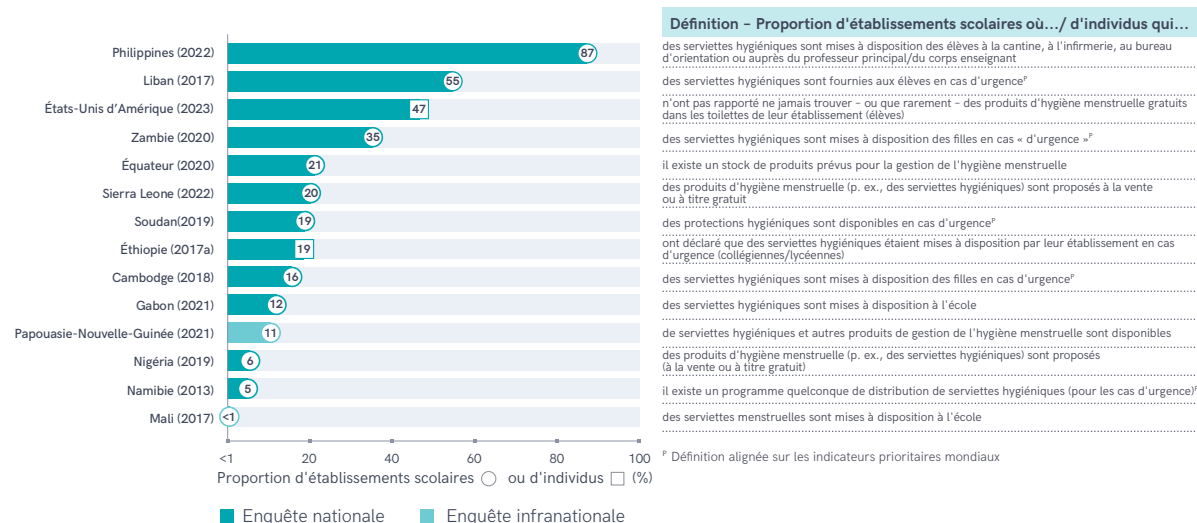 Définition – Proportion d'établissements scolaires où.../ d'individus qui...
Philippines (2022)
87
des serviettes hygiéniques sont mises à disposition des élèves à la cantine, à l'infirmerie, au bureau
d'orientation ou auprès du professeur principal/du corps enseignant
Liban (2017)
55
des serviettes hygiéniques sont fournies aux élèves en cas d'urgenceᴾ
États-Unis d'Amérique (2023)
47
n'ont pas rapporté ne jamais trouver – ou que rarement – des produits d'hygiène menstruelle gratuits
dans les toilettes de leur établissement (élèves)
Zambie (2020)
35
des serviettes hygiéniques sont mises à disposition des filles en cas « d'urgence »ᴾ
Équateur (2020)
21
il existe un stock de produits prévus pour la gestion de l'hygiène menstruelle
Sierra Leone (2022)
20
des produits d'hygiène menstruelle (p. ex., des serviettes hygiéniques) sont proposés à la vente
ou à titre gratuit
Soudan(2019)
19
des protections hygiéniques sont disponibles en cas d'urgenceᴾ
Éthiopie (2017a)
19
ont déclaré que des serviettes hygiéniques étaient mises à disposition par leur établissement en cas
d'urgence (collégiennes/lycéennes)
Cambodge (2018)
16
des serviettes hygiéniques sont mises à disposition des filles en cas d'urgenceᴾ
Gabon (2021)
12
des serviettes hygiéniques sont mises à disposition à l'école
Papouasie-Nouvelle-Guinée (2021)
11
de serviettes hygiéniques et autres produits de gestion de l'hygiène menstruelle sont disponibles
Nigéria (2019)
6
des produits d'hygiène menstruelle (p. ex., des serviettes hygiéniques) sont proposés
(à la vente ou à titre gratuit)
Namibie (2013)
5
il existe un programme quelconque de distribution de serviettes hygiéniques (pour les cas d'urgence)ᴾ
Mali (2017)
<1
des serviettes menstruelles sont mises à disposition à l'école
<1 20 40 60 80 100
Proportion d'établissements scolaires ou d'individus (%)
ᴾ Définition alignée sur les indicateurs prioritaires mondiaux
Enquête nationale Enquête infranationale